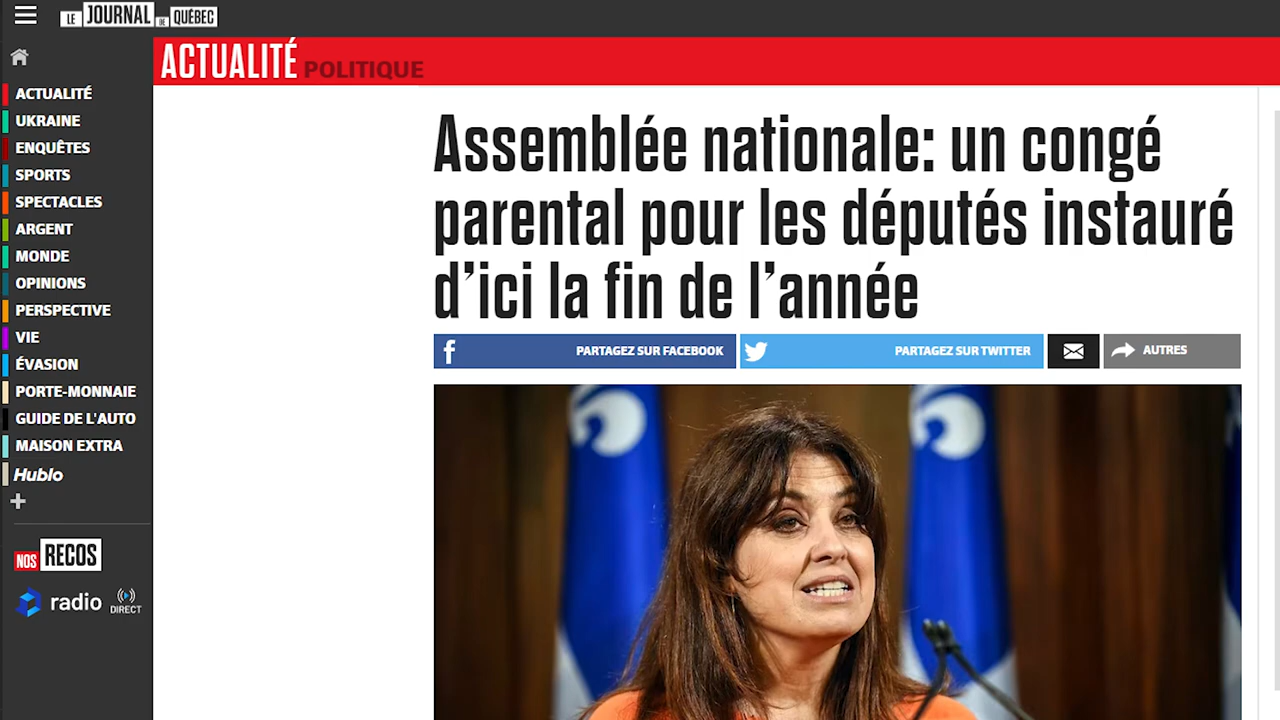 LE JOURNAL DE QUÉBEC
ACTUALITÉ POLITIQUE
ACTUALITÉ
UKRAINE
ENQUÊTES
SPORTS
SPECTACLES
ARGENT
MONDE
OPINIONS
PERSPECTIVE
VIE
ÉVASION
PORTE-MONNAIE
GUIDE DE L'AUTO
MAISON EXTRA
Hublo
NOS RECOS
radio DIRECT
Assemblée nationale: un congé
parental pour les députés instauré
d’ici la fin de l’année
PARTAGEZ SUR FACEBOOK
PARTAGEZ SUR TWITTER
AUTRES